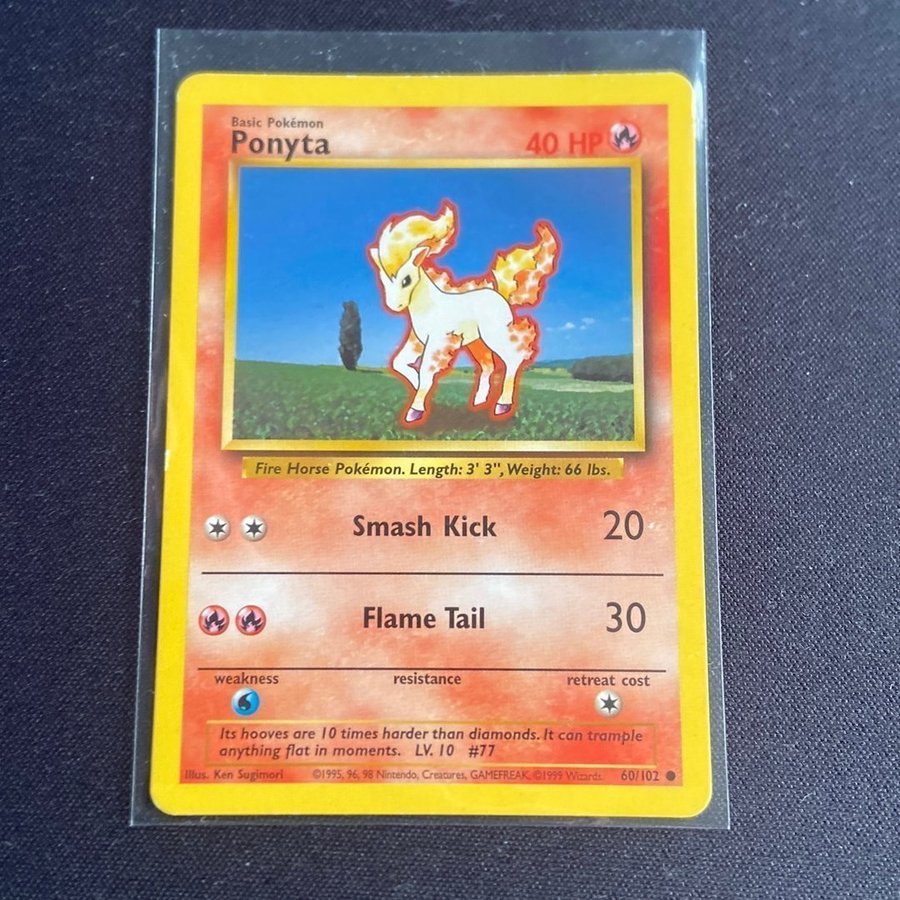 Basic Pokémon
Ponyta 40 HP
Fire Horse Pokémon. Length: 3' 3", Weight: 66 lbs.
Smash Kick 20
Flame Tail 30
weakness resistance retreat cost
Its hooves are 10 times harder than diamonds. It can trample
anything flat in moments. LV. 10 #77
Illus. Ken Sugimori ©1995, 96, 98 Nintendo, Creatures, GAMEFREAK. ©1999 Wizards. 60/102